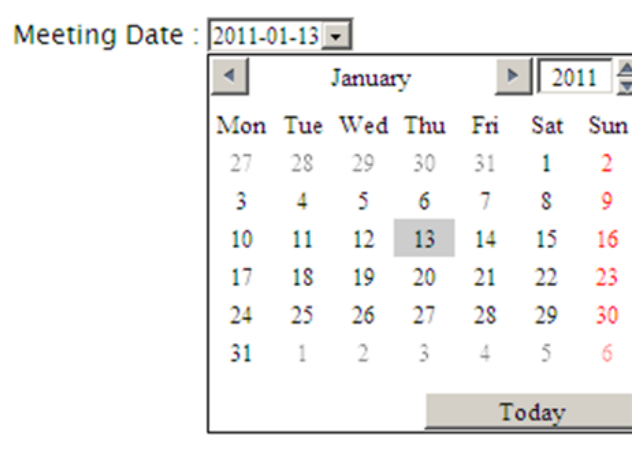 Meeting Date : 2011-01-13
January 2011
Mon Tue Wed Thu Fri Sat Sun
27 28 29 30 31 1 2
3 4 5 6 7 8 9
10 11 12 13 14 15 16
17 18 19 20 21 22 23
24 25 26 27 28 29 30
31 1 2 3 4 5 6
Today